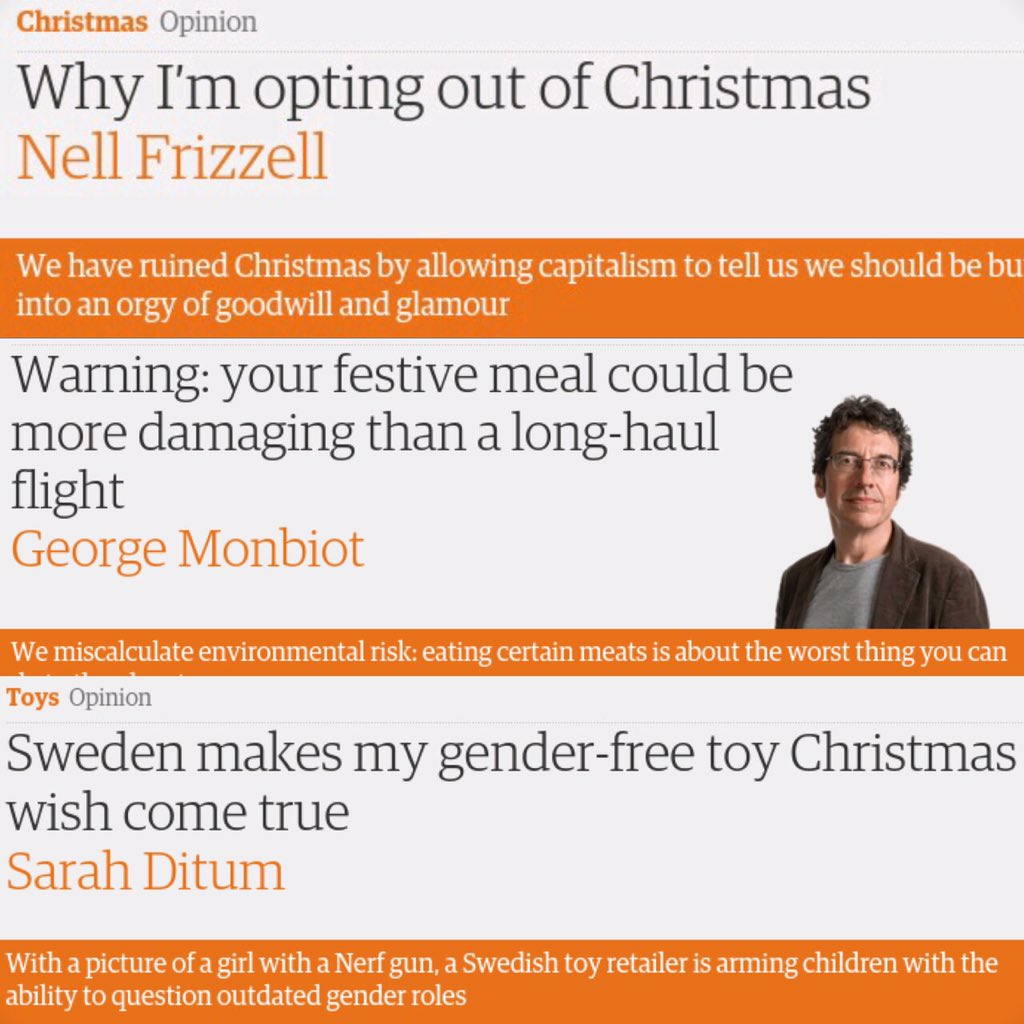 Christmas Opinion
Why I'm opting out of Christmas
Nell Frizzell
We have ruined Christmas by allowing capitalism to tell us we should be bu
into an orgy of goodwill and glamour
Warning: your festive meal could be
more damaging than a long-haul
flight
George Monbiot
We miscalculate environmental risk: eating certain meats is about the worst thing you can
Toys Opinion
Sweden makes my gender-free toy Christmas
wish come true
Sarah Ditum
With a picture of a girl with a Nerf gun, a Swedish toy retailer is arming children with the
ability to question outdated gender roles